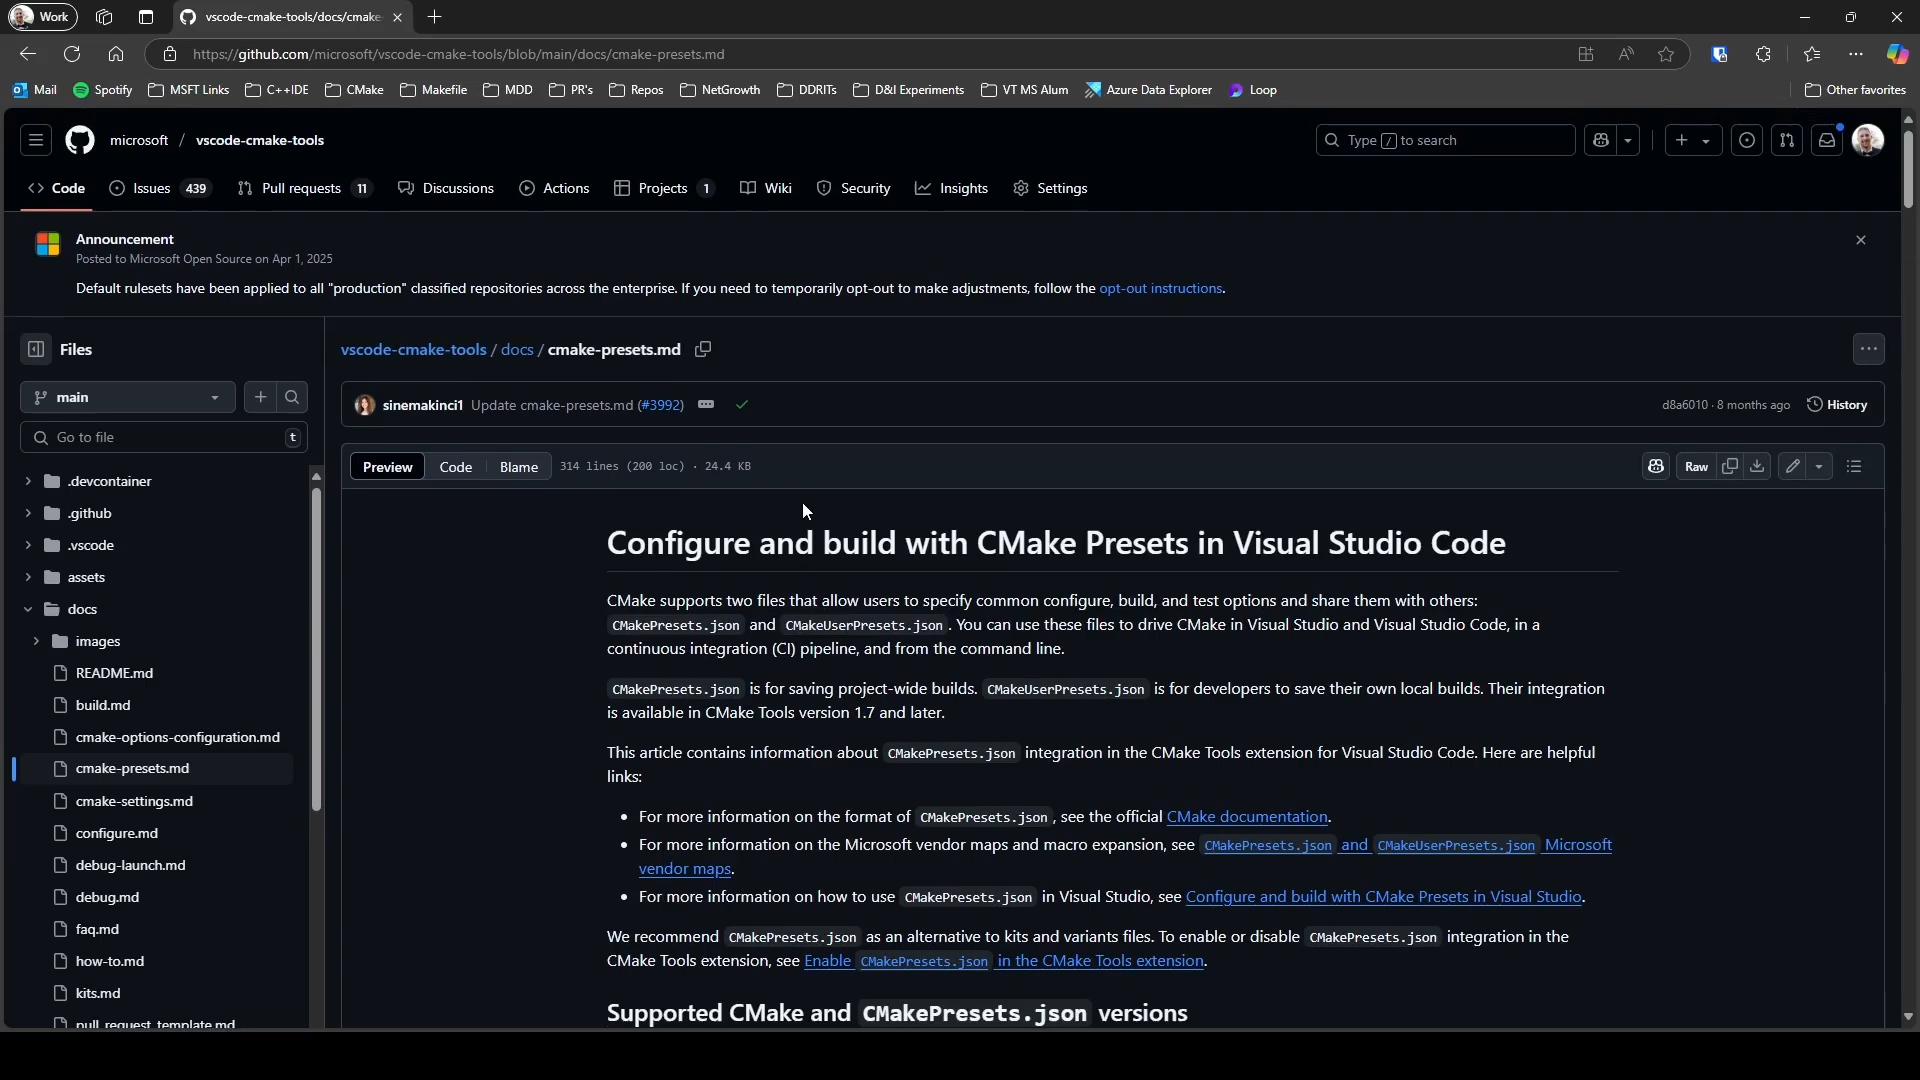 Work
vscode-cmake-tools/docs/cmake-
https://github.com/microsoft/vscode-cmake-tools/blob/main/docs/cmake-presets.md
Mail Spotify MSFT Links C++IDE CMake Makefile MDD PR's Repos NetGrowth DDRITs D&I Experiments VT MS Alum Azure Data Explorer Loop Other favorites
microsoft / vscode-cmake-tools
Type / to search
Code Issues 439 Pull requests 11 Discussions Actions Projects 1 Wiki Security Insights Settings
Announcement
Posted to Microsoft Open Source on Apr 1, 2025
Default rulesets have been applied to all "production" classified repositories across the enterprise. If you need to temporarily opt-out to make adjustments, follow the opt-out instructions.
Files
main
Go to file t
.devcontainer
.github
.vscode
assets
docs
images
README.md
build.md
cmake-options-configuration.md
cmake-presets.md
cmake-settings.md
configure.md
debug-launch.md
debug.md
faq.md
how-to.md
kits.md
pull_request_template.md
vscode-cmake-tools / docs / cmake-presets.md
sinemakinci1 Update cmake-presets.md (#3992)
d8a6010 · 8 months ago History
Preview Code Blame 314 lines (200 loc) · 24.4 KB
Raw
Configure and build with CMake Presets in Visual Studio Code
CMake supports two files that allow users to specify common configure, build, and test options and share them with others:
CMakePresets.json and CMakeUserPresets.json . You can use these files to drive CMake in Visual Studio and Visual Studio Code, in a
continuous integration (CI) pipeline, and from the command line.
CMakePresets.json is for saving project-wide builds. CMakeUserPresets.json is for developers to save their own local builds. Their integration
is available in CMake Tools version 1.7 and later.
This article contains information about CMakePresets.json integration in the CMake Tools extension for Visual Studio Code. Here are helpful
links:
• For more information on the format of CMakePresets.json , see the official CMake documentation.
• For more information on the Microsoft vendor maps and macro expansion, see CMakePresets.json and CMakeUserPresets.json Microsoft
vendor maps.
• For more information on how to use CMakePresets.json in Visual Studio, see Configure and build with CMake Presets in Visual Studio.
We recommend CMakePresets.json as an alternative to kits and variants files. To enable or disable CMakePresets.json integration in the
CMake Tools extension, see Enable CMakePresets.json in the CMake Tools extension.
Supported CMake and CMakePresets.json versions